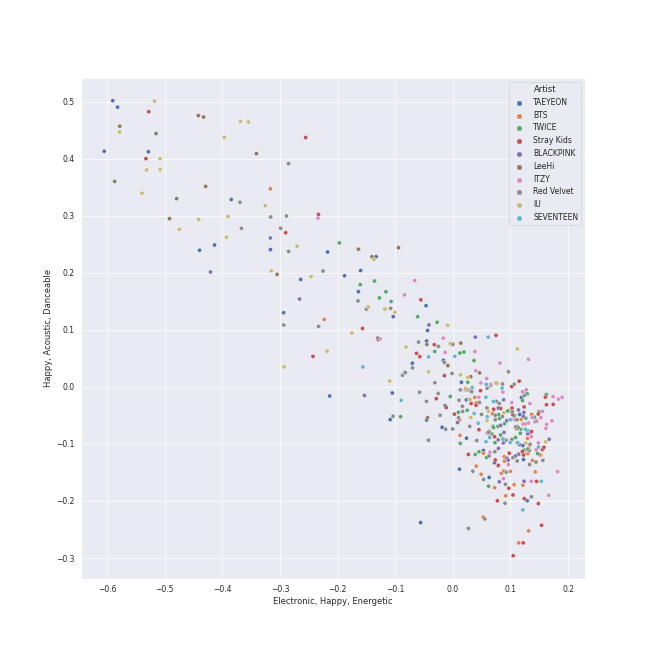 Artist
TAEYEON
BTS
TWICE
Stray Kids
BLACKPINK
LeeHi
ITZY
Red Velvet
IU
SEVENTEEN
0.5
0.4
0.3
0.2
0.1
0.0
−0.1
−0.2
−0.3
Happy, Acoustic, Danceable
−0.6 −0.5 −0.4 −0.3 −0.2 −0.1 0.0 0.1 0.2
Electronic, Happy, Energetic